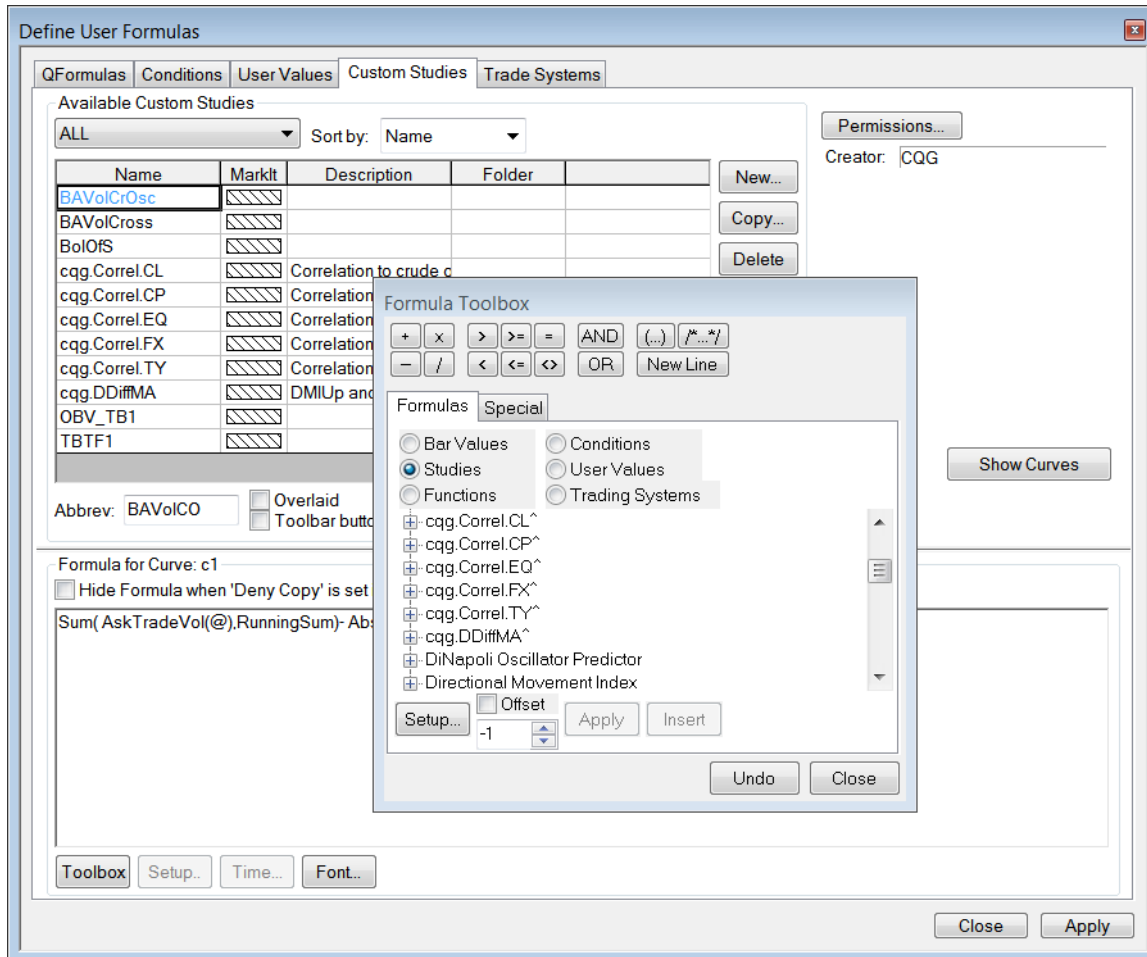 Define User Formulas
QFormulas Conditions User Values Custom Studies Trade Systems
Available Custom Studies
ALL Sort by: Name
Permissions...
Creator: CQG
Name MarkIt Description Folder
New...
BAVolCrOsc
BAVolCross
Copy...
BolOfS
Delete
cqg.Correl.CL Correlation to crude
cqg.Correl.CP Correlation
cqg.Correl.EQ Correlation
cqg.Correl.FX Correlation
cqg.Correl.TY Correlation
cqg.DDiffMA DMIUp and
OBV_TB1
TBTF1
Show Curves
Abbrev: BAVolCO
Overlaid
Toolbar
Formula for Curve: c1
Hide Formula when 'Deny Copy' is set
Sum( AskTradeVol(@),RunningSum)- Abs
Toolbox Setup.. Time... Font...
Close Apply
Formula Toolbox
+ x > >= = AND (...) /*...*/
− / < <= <> OR New Line
Formulas Special
Bar Values Conditions
Studies User Values
Functions Trading Systems
cqg.Correl.CL^
cqg.Correl.CP^
cqg.Correl.EQ^
cqg.Correl.FX^
cqg.Correl.TY^
cqg.DDiffMA^
DiNapoli Oscillator Predictor
Directional Movement Index
Setup... Offset Apply Insert
-1
Undo Close